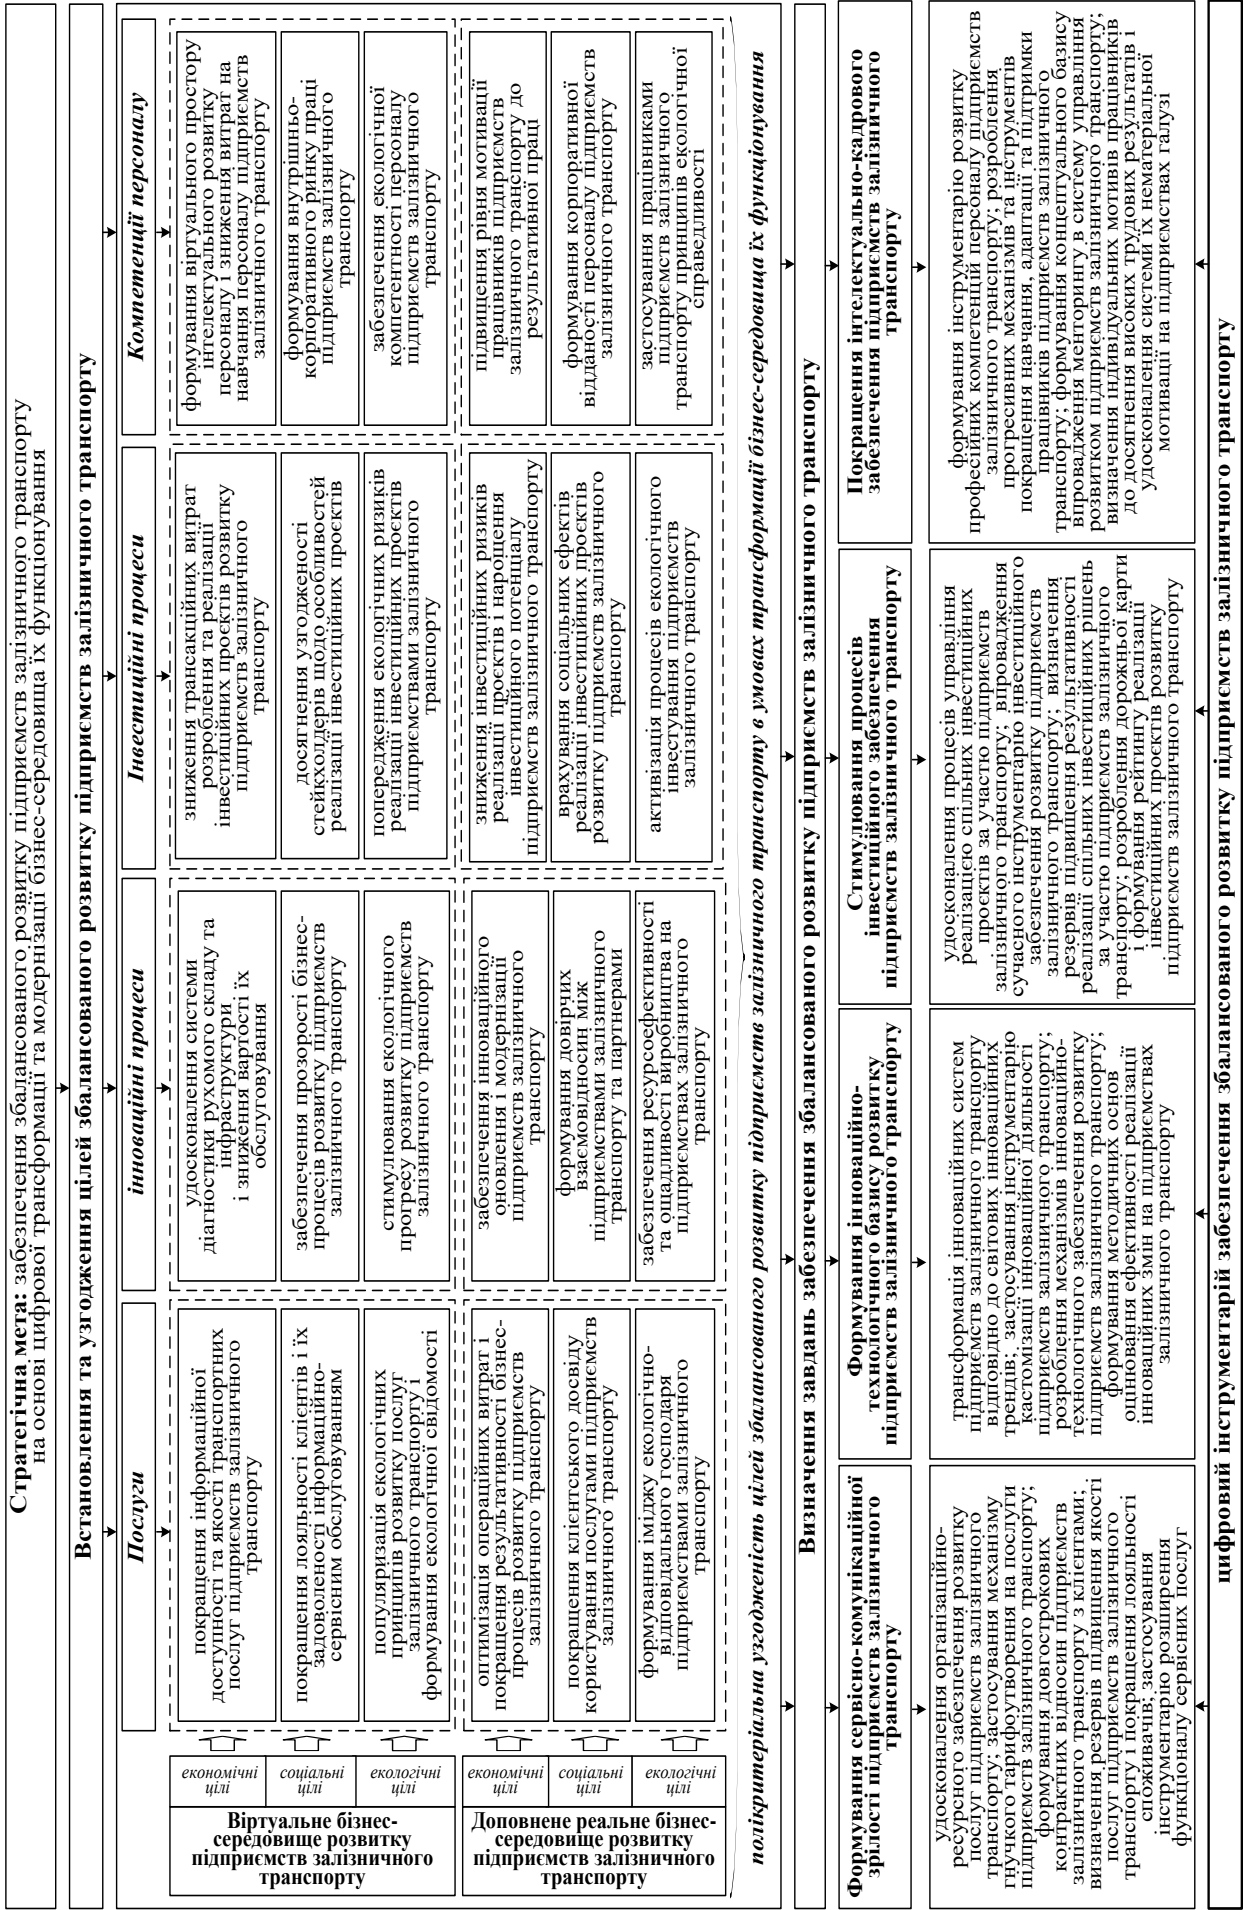 Стратегічна мета: забезпечення збалансованого розвитку підприємств залізничного транспорту
на основі цифрової трансформації та модернізації бізнес-середовища їх функціонування
Встановлення та узгодження цілей збалансованого розвитку підприємств залізничного транспорту
Послуги
інноваційні процеси
Інвестиційні процеси
Компетенції персоналу
Віртуальне бізнес-
середовище розвитку
підприємств залізничного
транспорту
економічні
цілі
покращення інформаційної
доступності та якості транспортних
послуг підприємств залізничного
транспорту
удосконалення системи
діагностики рухомого складу та
інфраструктури
і зниження вартості їх
обслуговування
зниження трансакційних витрат
розроблення та реалізації
інвестиційних проєктів розвитку
підприємств залізничного
транспорту
формування віртуального простору
інтелектуального розвитку
персоналу і зниження витрат на
навчання персоналу підприємств
залізничного транспорту
соціальні
цілі
покращення лояльності клієнтів і їх
задоволеності інформаційно-
сервісним обслуговуванням
забезпечення прозорості бізнес-
процесів розвитку підприємств
залізничного транспорту
досягнення узгодженості
стейкхолдерів щодо особливостей
реалізації інвестиційних проєктів
формування внутрішньо-
корпоративного ринку праці
підприємств залізничного
транспорту
екологічні
цілі
популяризація екологічних
принципів розвитку послуг
залізничного транспорту і
формування екологічної свідомості
стимулювання екологічного
прогресу розвитку підприємств
залізничного транспорту
попередження екологічних ризиків
реалізації інвестиційних проєктів
підприємствами залізничного
транспорту
забезпечення екологічної
компетентності персоналу
підприємств залізничного
транспорту
Доповнене реальне бізнес-
середовище розвитку
підприємств залізничного
транспорту
економічні
цілі
оптимізація операційних витрат і
покращення результативності бізнес-
процесів розвитку підприємств
залізничного транспорту
забезпечення інноваційного
оновлення і модернізації
підприємств залізничного
транспорту
зниження інвестиційних ризиків
реалізації проєктів і нарощення
інвестиційного потенціалу
підприємств залізничного транспорту
підвищення рівня мотивації
працівників підприємств
залізничного транспорту до
результативної праці
соціальні
цілі
покращення клієнтського досвіду
користування послугами підприємств
залізничного транспорту
формування довірчих
взаємовідносин між
підприємствами залізничного
транспорту та партнерами
врахування соціальних ефектів
реалізації інвестиційних проєктів
розвитку підприємств залізничного
транспорту
формування корпоративної
відданості персоналу підприємств
залізничного транспорту
екологічні
цілі
формування іміджу екологічно-
відповідального господаря
підприємствами залізничного
транспорту
забезпечення ресурсоефективності
та ощадливості виробництва на
підприємствах залізничного
транспорту
активізація процесів екологічного
інвестування підприємств
залізничного транспорту
застосування працівниками
підприємств залізничного
транспорту принципів екологічної
справедливості
полікритеріальна узгодженість цілей збалансованого розвитку підприємств залізничного транспорту в умовах трансформації бізнес-середовища їх функціонування
Визначення завдань забезпечення збалансованого розвитку підприємств залізничного транспорту
Формування сервісно-комунікаційної
зрілості підприємств залізничного
транспорту
Формування інноваційно-
технологічного базису розвитку
підприємств залізничного транспорту
Стимулювання процесів
інвестиційного забезпечення
підприємств залізничного транспорту
Покращення інтелектуально-кадрового
забезпечення підприємств залізничного
транспорту
удосконалення організаційно-
ресурсного забезпечення розвитку
послуг підприємств залізничного
транспорту; застосування механізму
гнучкого тарифоутворення на послуги
підприємств залізничного транспорту;
формування довгострокових
контрактних відносин підприємств
залізничного транспорту з клієнтами;
визначення резервів підвищення якості
послуг підприємств залізничного
транспорту і покращення лояльності
споживачів; застосування
інструментарію розширення
функціоналу сервісних послуг
трансформація інноваційних систем
підприємств залізничного транспорту
відповідно до світових інноваційних
трендів; застосування інструментарію
кастомізації інноваційної діяльності
підприємств залізничного транспорту;
розроблення механізмів інноваційно-
технологічного забезпечення розвитку
підприємств залізничного транспорту;
формування методичних основ
оцінювання ефективності реалізації
інноваційних змін на підприємствах
залізничного транспорту
удосконалення процесів управління
реалізацією спільних інвестиційних
проєктів за участю підприємств
залізничного транспорту; впровадження
сучасного інструментарію інвестиційного
забезпечення розвитку підприємств
залізничного транспорту; визначення
резервів підвищення результативності
реалізації спільних інвестиційних рішень
за участю підприємств залізничного
транспорту; розроблення дорожньої карти
і формування рейтингу реалізації
інвестиційних проєктів розвитку
підприємств залізничного транспорту
формування інструментарію розвитку
професійних компетенцій персоналу підприємств
залізничного транспорту; розроблення
прогресивних механізмів та інструментів
покращення навчання, адаптації та підтримки
працівників підприємств залізничного
транспорту; формування концептуального базису
впровадження менторингу в систему управління
розвитком підприємств залізничного транспорту;
визначення індивідуальних мотивів працівників
до досягнення високих трудових результатів і
удосконалення системи їх нематеріальної
мотивації на підприємствах галузі
цифровий інструментарій забезпечення збалансованого розвитку підприємств залізничного транспорту